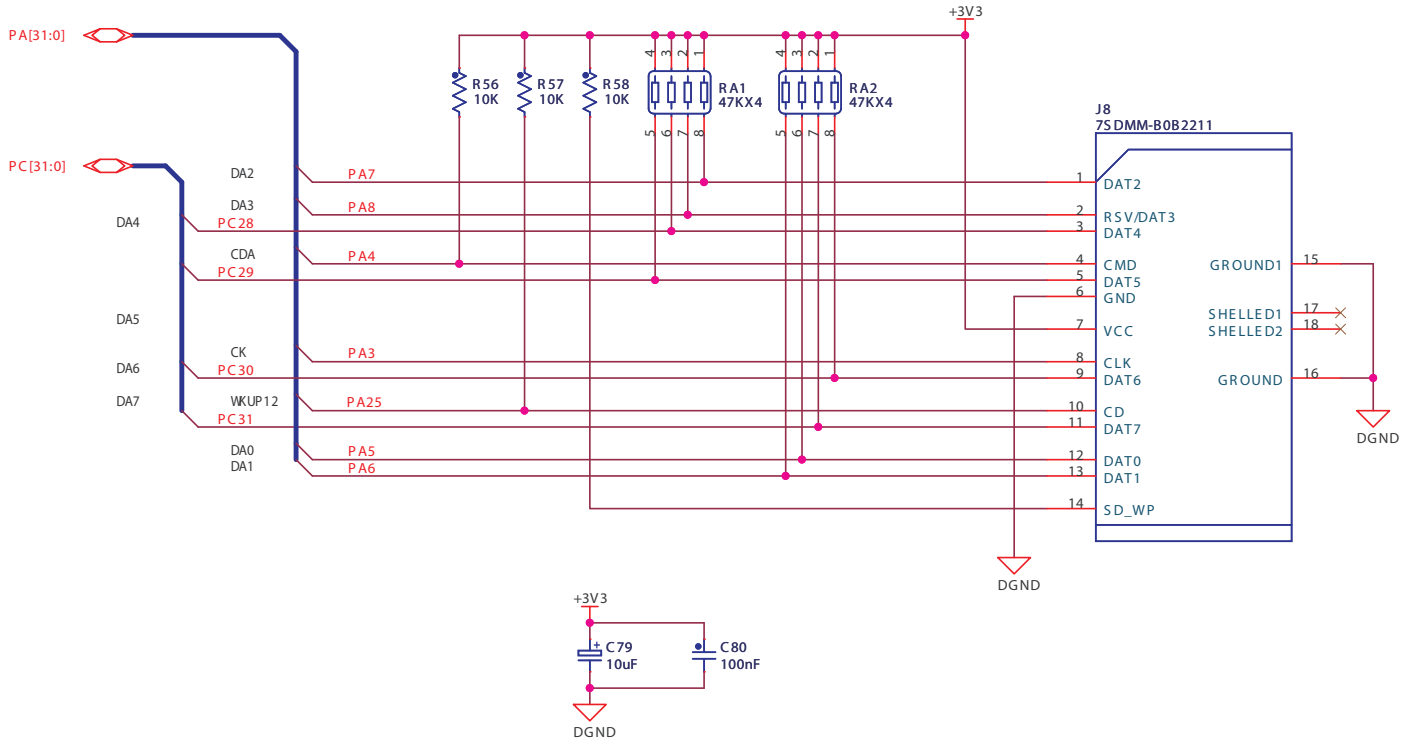 +3V3
PA[31:0]
4 3 2 1
4 3 2 1
R56
10K
R57
10K
R58
10K
RA1
47KX4
RA2
47KX4
5 6 7 8
5 6 7 8
J8
7SDMM-B0B2211
PC[31:0]
DA2 PA7 1 DAT2
DA3 PA8 2 RSV/DAT3
DA4 PC28 3 DAT4
CDA PA4 4 CMD
PC29 5 DAT5
6 GND
GROUND1 15
DA5
SHELLED1 17
SHELLED2 18
7 VCC
CK PA3 8 CLK
DA6 PC30 9 DAT6
GROUND 16
DA7 WKUP12 PA25 10 CD
PC31 11 DAT7
DGND
DA0 PA5 12 DAT0
DA1 PA6 13 DAT1
14 SD_WP
DGND
+3V3
+ C79
10uF
C80
100nF
DGND